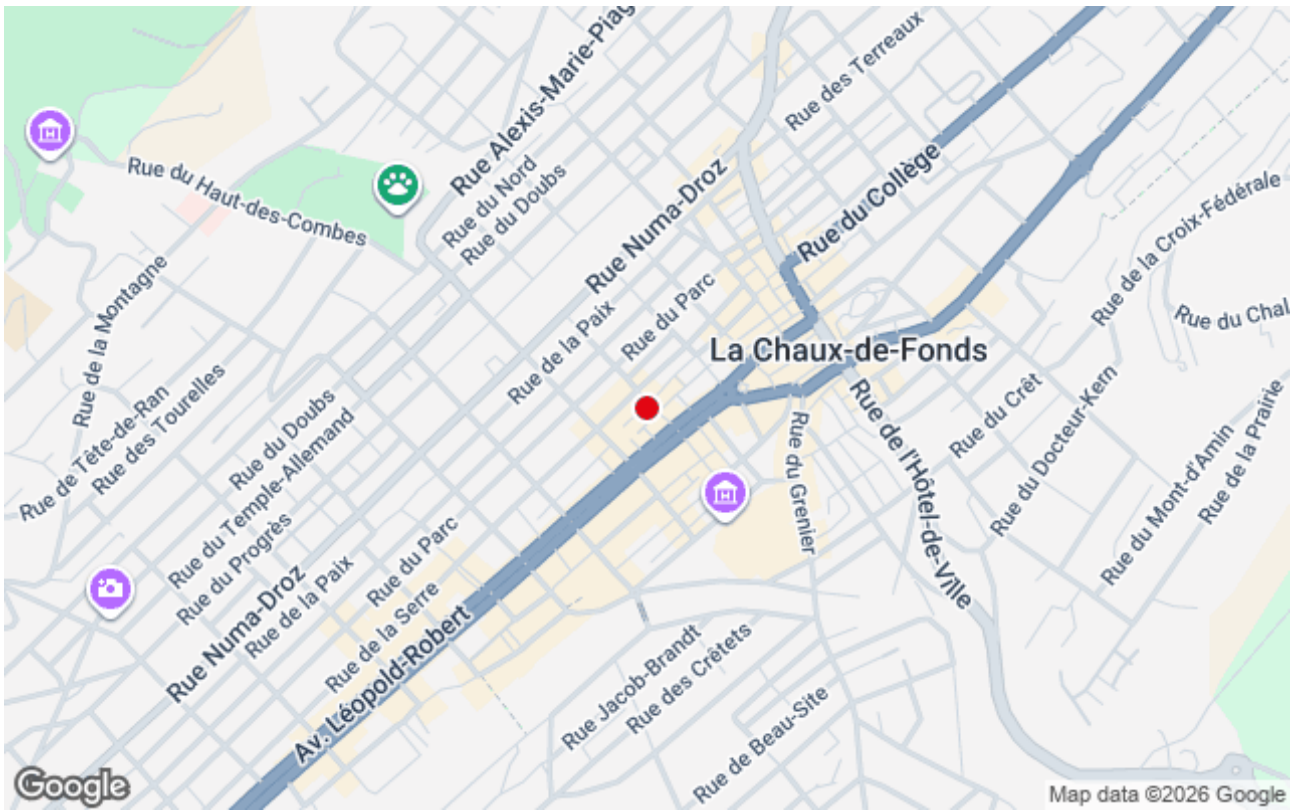 Rue Alexis-Marie-Piag
Rue des Terreaux
Rue du Haut-des-Combes
Rue du Nord
Rue du Doubs
Rue Numa-Droz
Rue du Collège
Rue de la Croix-Fédérale
Rue du Chal
Rue de la Montagne
Rue de la Paix
Rue du Parc
La Chaux-de-Fonds
Rue de Tête-de-Ran
Rue des Tourelles
Rue du Doubs
Rue du Temple-Allemand
Rue du Progrès
Rue Numa-Droz
Rue de la Paix
Rue du Parc
Rue de la Serre
Av. Léopold-Robert
Rue du Grenier
Rue de l'Hôtel-de-Ville
Rue du Crêt
Rue du Docteur-Kern
Rue du Mont-d'Amin
Rue de la Prairie
Rue Jacob-Brandt
Rue des Crêtets
Rue de Beau-Site
Google
Map data ©2026 Google